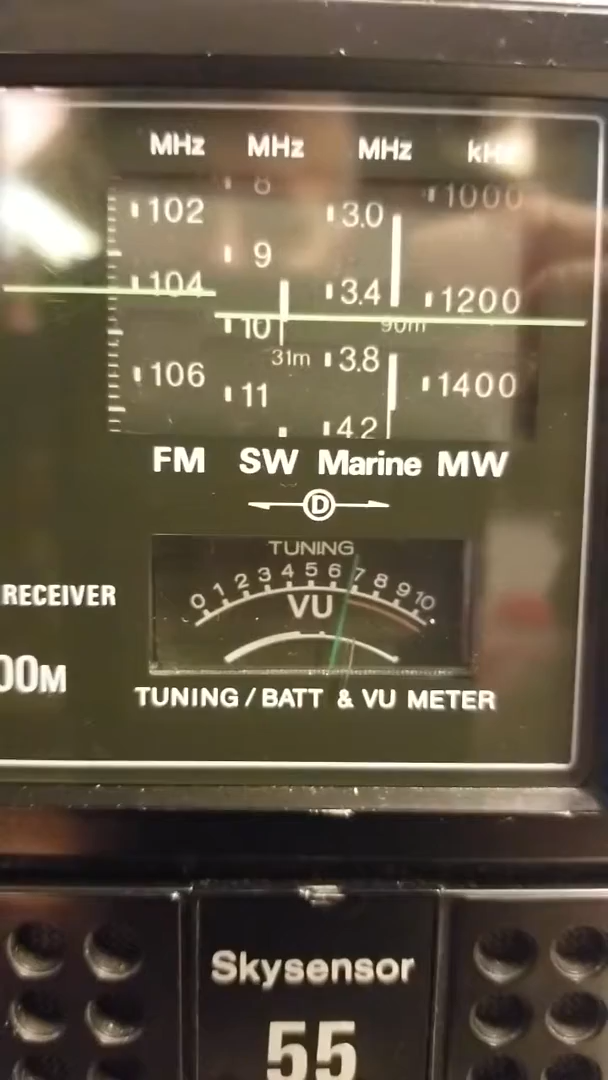 MHz MHz MHz kHz
8 1000
102 3.0
9
104 3.4 1200
10 90m
31m 3.8
106 11 1400
4.2
FM SW Marine MW
D
TUNING
0 1 2 3 4 5 6 7 8 9 10
VU
RECEIVER
00M
TUNING / BATT & VU METER
Skysensor
55